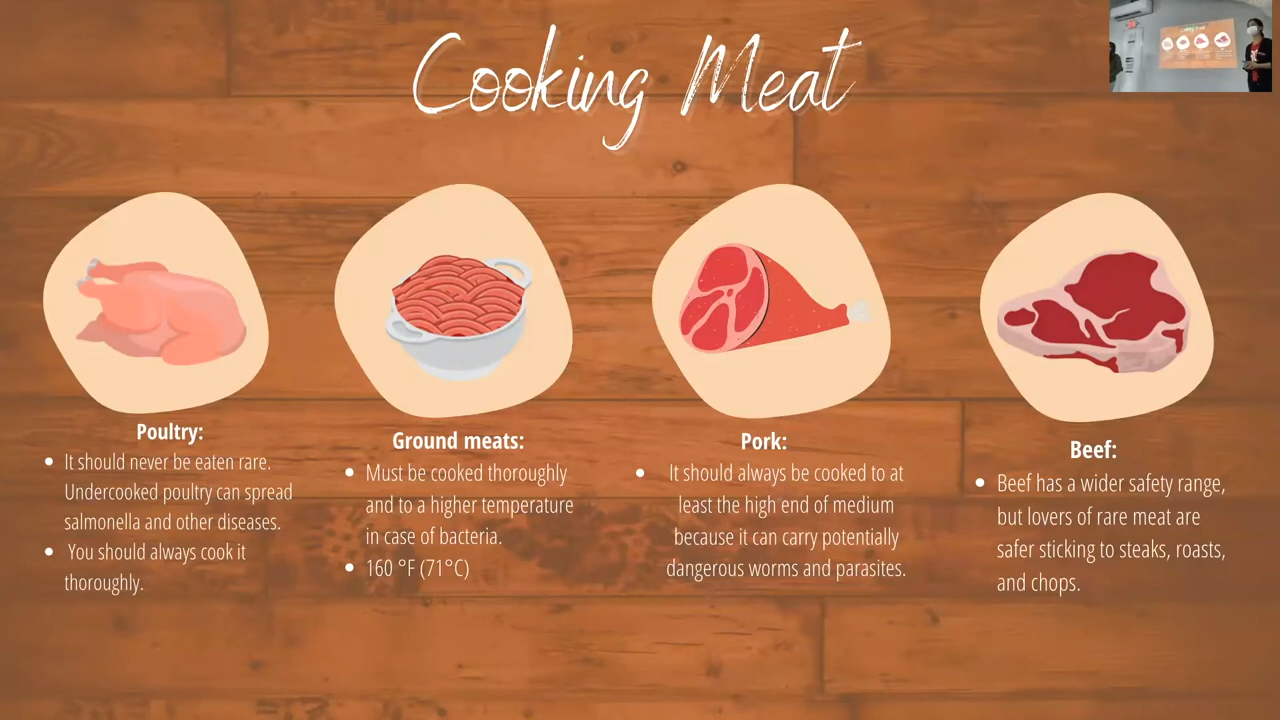 Cooking Meat
Poultry:
It should never be eaten rare.
Undercooked poultry can spread
salmonella and other diseases.
You should always cook it
thoroughly.
Ground meats:
Must be cooked thoroughly
and to a higher temperature
in case of bacteria.
160 °F (71°C)
Pork:
It should always be cooked to at
least the high end of medium
because it can carry potentially
dangerous worms and parasites.
Beef:
Beef has a wider safety range,
but lovers of rare meat are
safer sticking to steaks, roasts,
and chops.